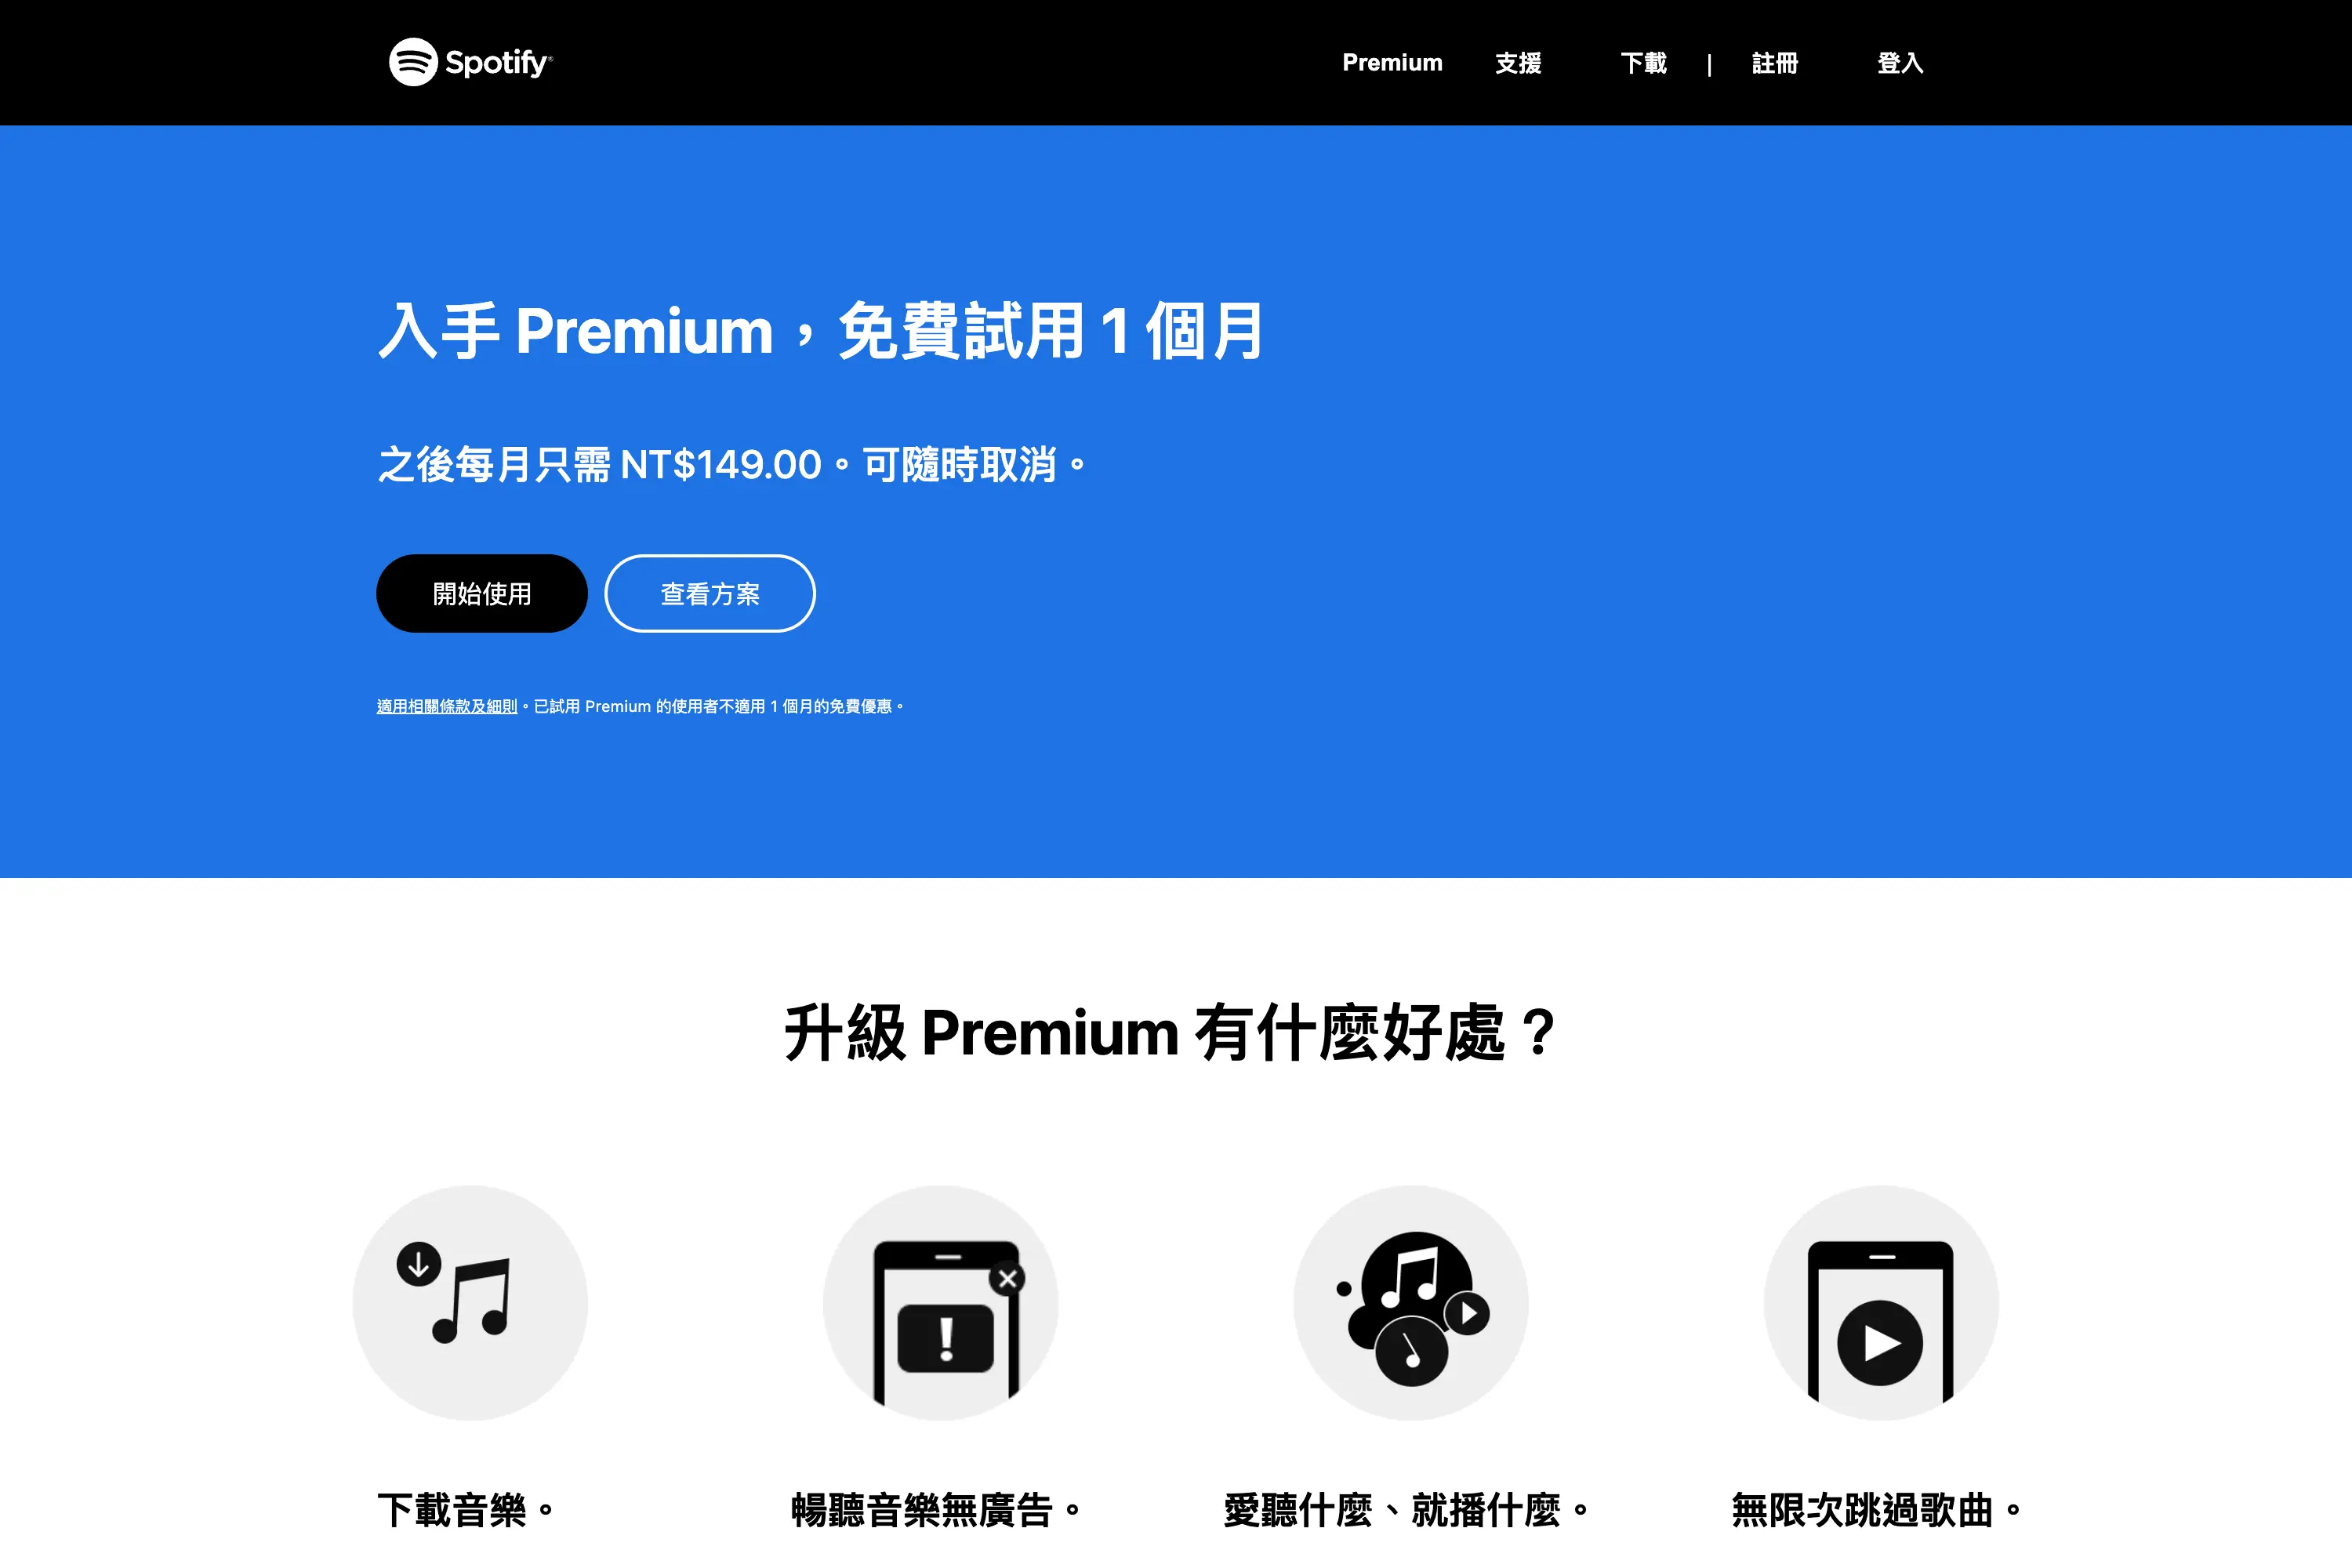 Spotify®
Premium 支援 下載 | 註冊 登入
入手 Premium，免費試用 1 個月
之後每月只需 NT$149.00。可隨時取消。
開始使用 查看方案
適用相關條款及細則。已試用 Premium 的使用者不適用 1 個月的免費優惠。
升級 Premium 有什麼好處？
下載音樂。 暢聽音樂無廣告。 愛聽什麼、就播什麼。 無限次跳過歌曲。